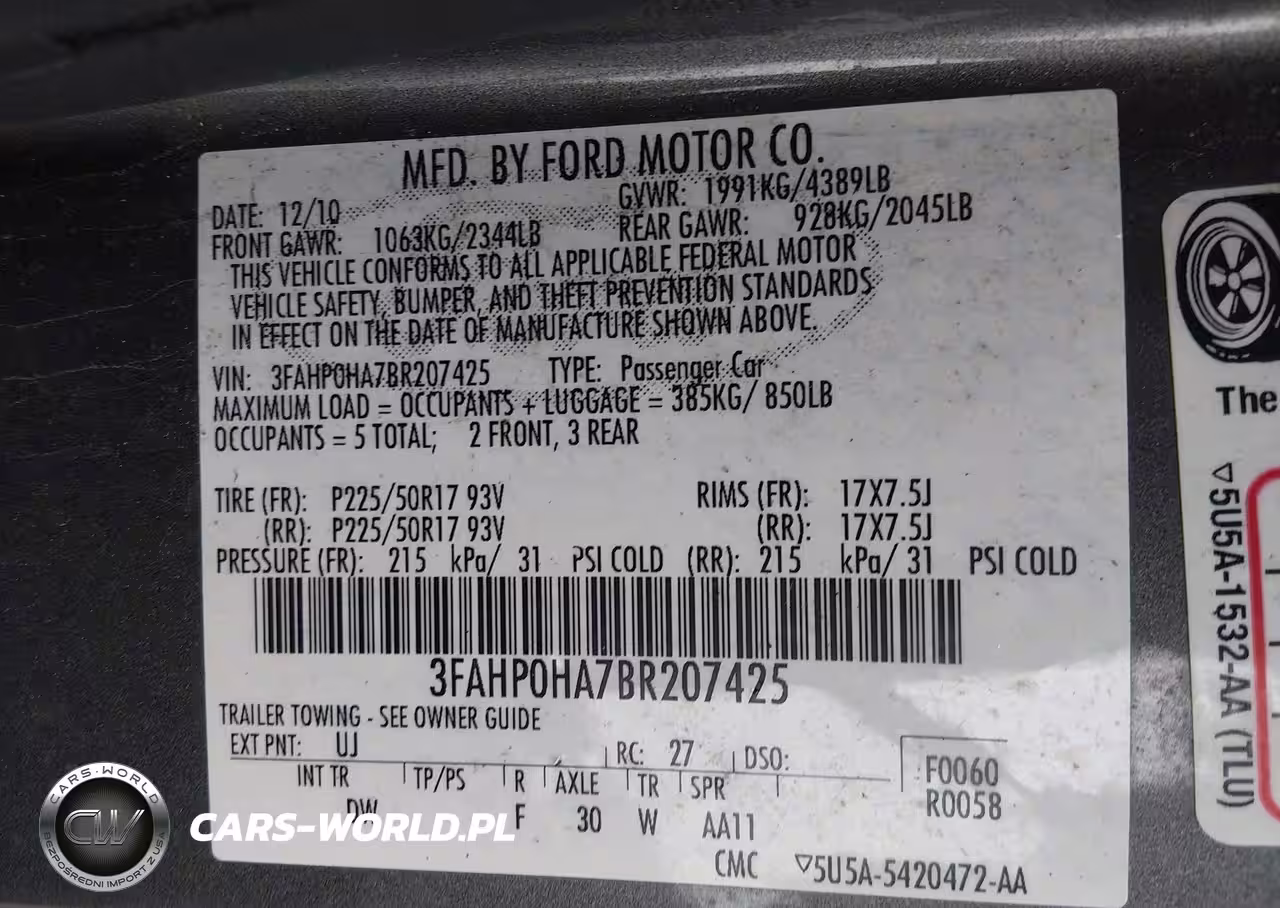 MFD. BY FORD MOTOR CO.
DATE: 12/10 GVWR: 1991KG/4389LB
FRONT GAWR: 1063KG/2344LB REAR GAWR: 928KG/2045LB
THIS VEHICLE CONFORMS TO ALL APPLICABLE FEDERAL MOTOR
VEHICLE SAFETY, BUMPER, AND THEFT PREVENTION STANDARDS
IN EFFECT ON THE DATE OF MANUFACTURE SHOWN ABOVE.
VIN: 3FAHP0HA7BR207425 TYPE: Passenger Car
MAXIMUM LOAD = OCCUPANTS + LUGGAGE = 385KG/ 850LB
OCCUPANTS = 5 TOTAL; 2 FRONT, 3 REAR
TIRE (FR): P225/50R17 93V RIMS (FR): 17X7.5J
(RR): P225/50R17 93V (RR): 17X7.5J
PRESSURE (FR): 215 kPa/ 31 PSI COLD (RR): 215 kPa/ 31 PSI COLD
3FAHP0HA7BR207425
TRAILER TOWING - SEE OWNER GUIDE
EXT PNT: UJ RC: 27 DSO:
INT TR TP/PS R AXLE TR SPR
DW F 30 W AA11
F0060
R0058
CMC ▽5U5A-5420472-AA
The
▽5U5A-1532-AA (TLU)
CARS-WORLD
CW
BEZPOŚREDNI IMPORT Z USA
CARS-WORLD.PL